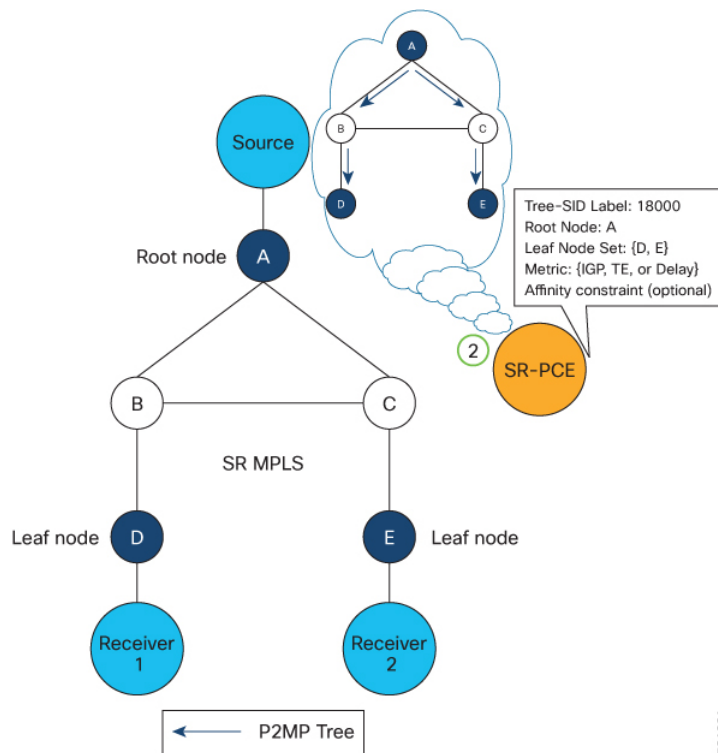 A
B
C
D
E
Source
Tree-SID Label: 18000
Root Node: A
Leaf Node Set: {D, E}
Metric: {IGP, TE, or Delay}
Affinity constraint (optional)
Root node
A
2
SR-PCE
B
C
SR MPLS
Leaf node
D
E
Leaf node
Receiver
1
Receiver
2
P2MP Tree